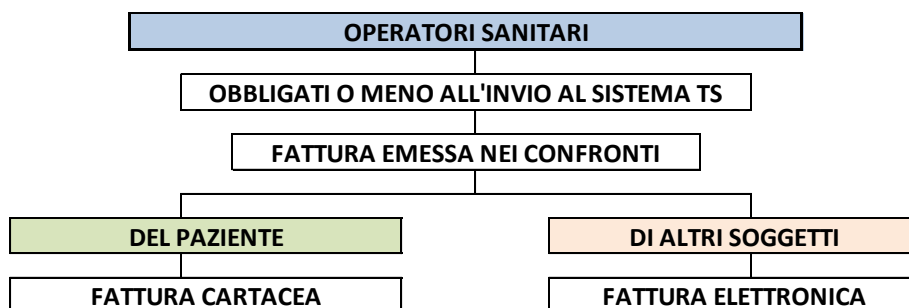 OPERATORI SANITARI
OBBLIGATI O MENO ALL'INVIO AL SISTEMA TS
FATTURA EMESSA NEI CONFRONTI
DEL PAZIENTE
DI ALTRI SOGGETTI
FATTURA CARTACEA
FATTURA ELETTRONICA